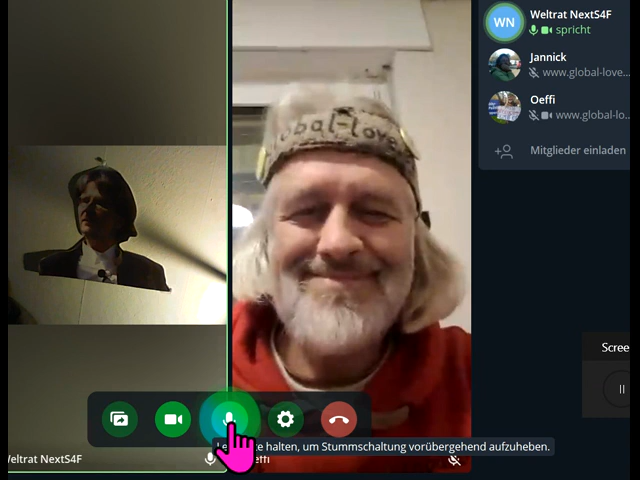 WN
Weltrat NextS4F
spricht
Jannick
www.global-love...
Oeffi
www.global-lo...
Mitglieder einladen
obal-love
Scree
halten, um Stummschaltung vorübergehend aufzuheben.
Weltrat NextS4F
effi